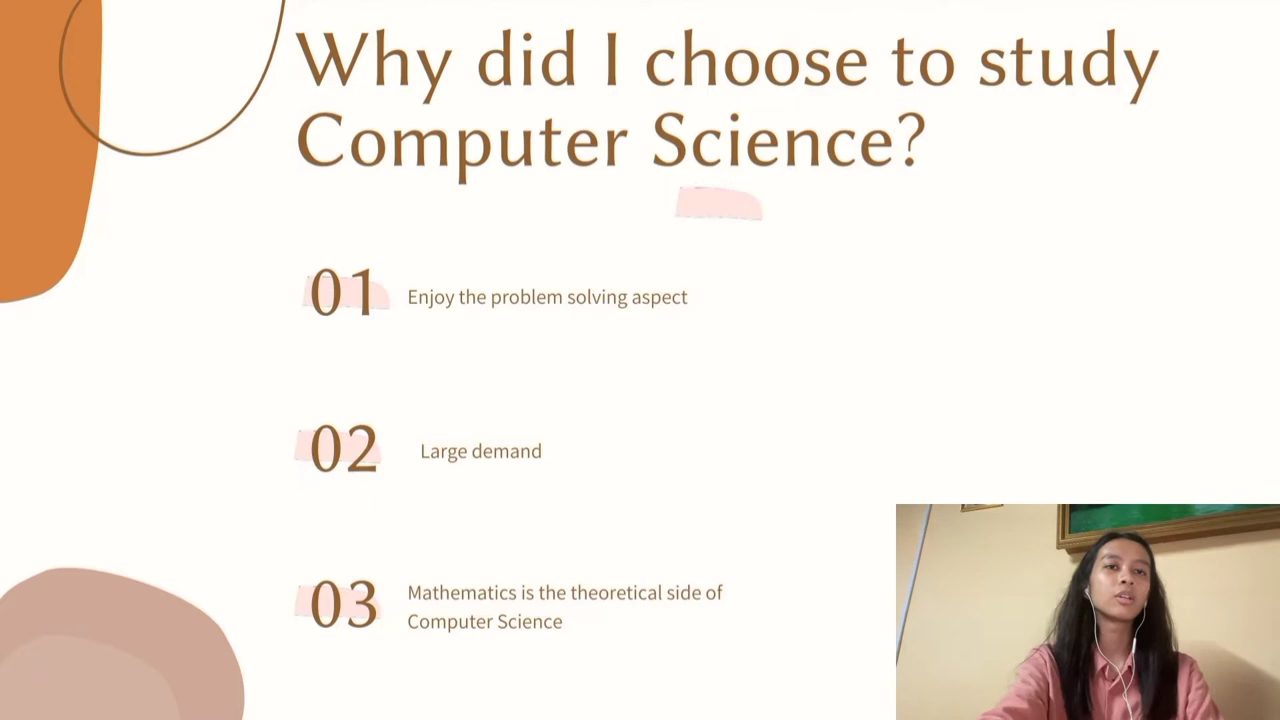 Why did I choose to study
Computer Science?
01
Enjoy the problem solving aspect
02
Large demand
03
Mathematics is the theoretical side of
Computer Science